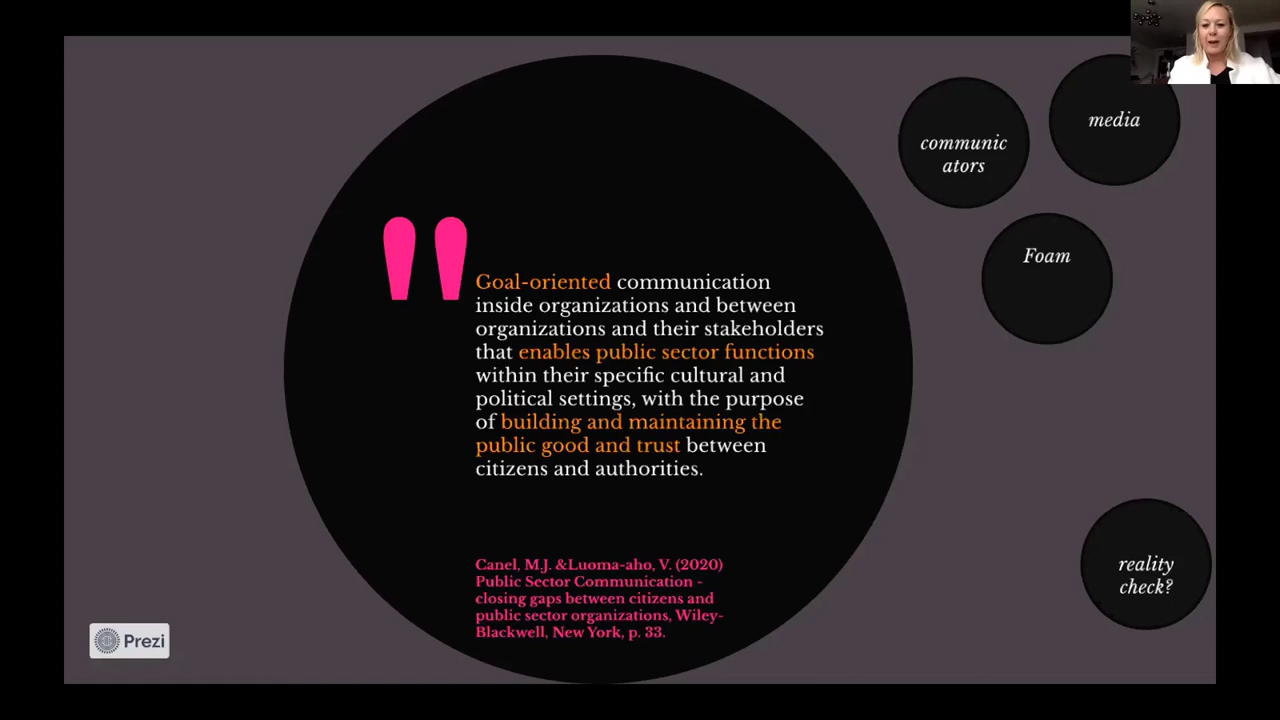 "
Goal-oriented communication
inside organizations and between
organizations and their stakeholders
that enables public sector functions
within their specific cultural and
political settings, with the purpose
of building and maintaining the
public good and trust between
citizens and authorities.
Canel, M.J. &Luoma-aho, V. (2020)
Public Sector Communication -
closing gaps between citizens and
public sector organizations, Wiley-
Blackwell, New York, p. 33.
communic
ators
media
Foam
reality
check?
Prezi